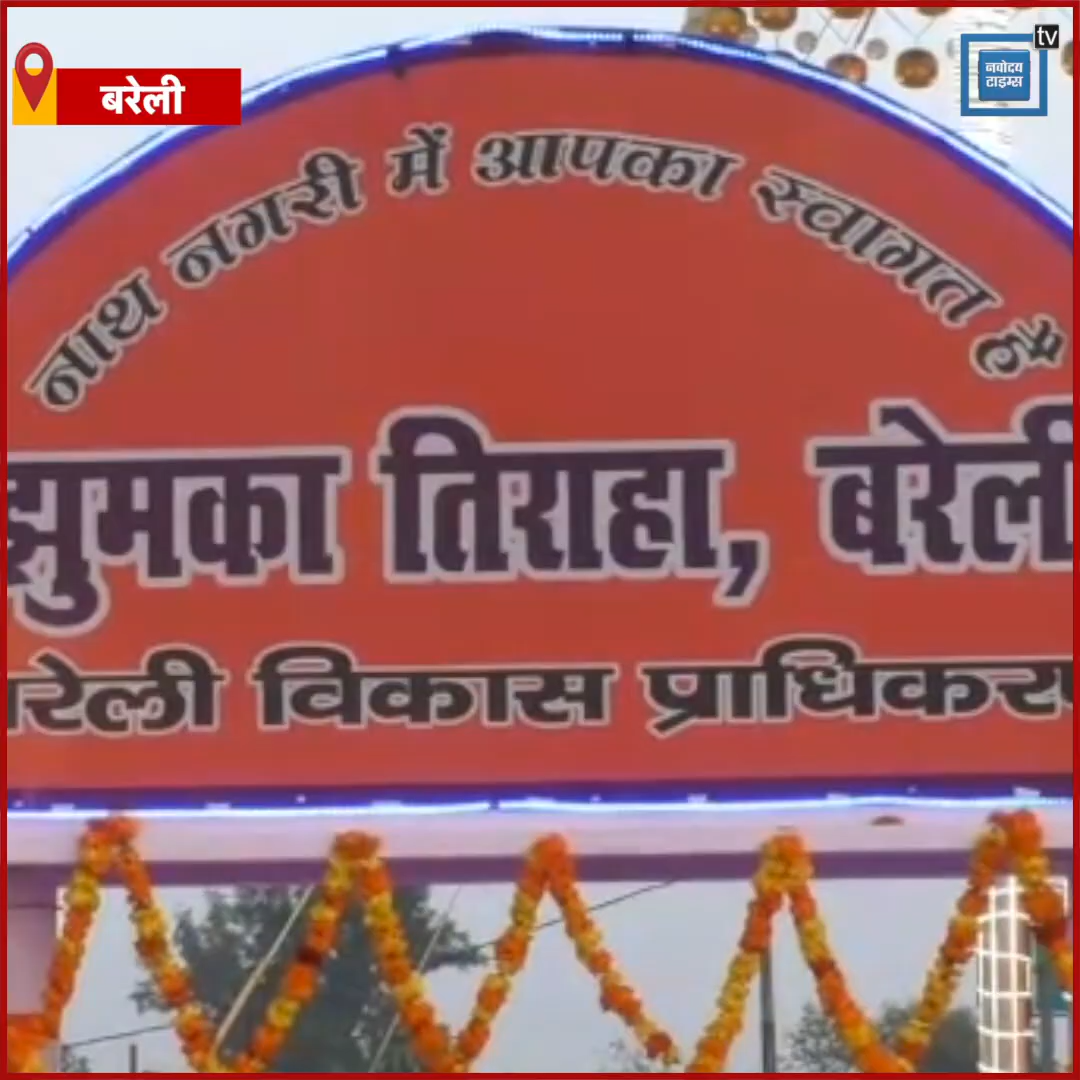 बरेली
tv
नवोदय
टाइम्स
नाथ नगरी में आपका स्वागत हैं
झुमका तिराहा, बरेली
बरेली विकास प्राधिकरण